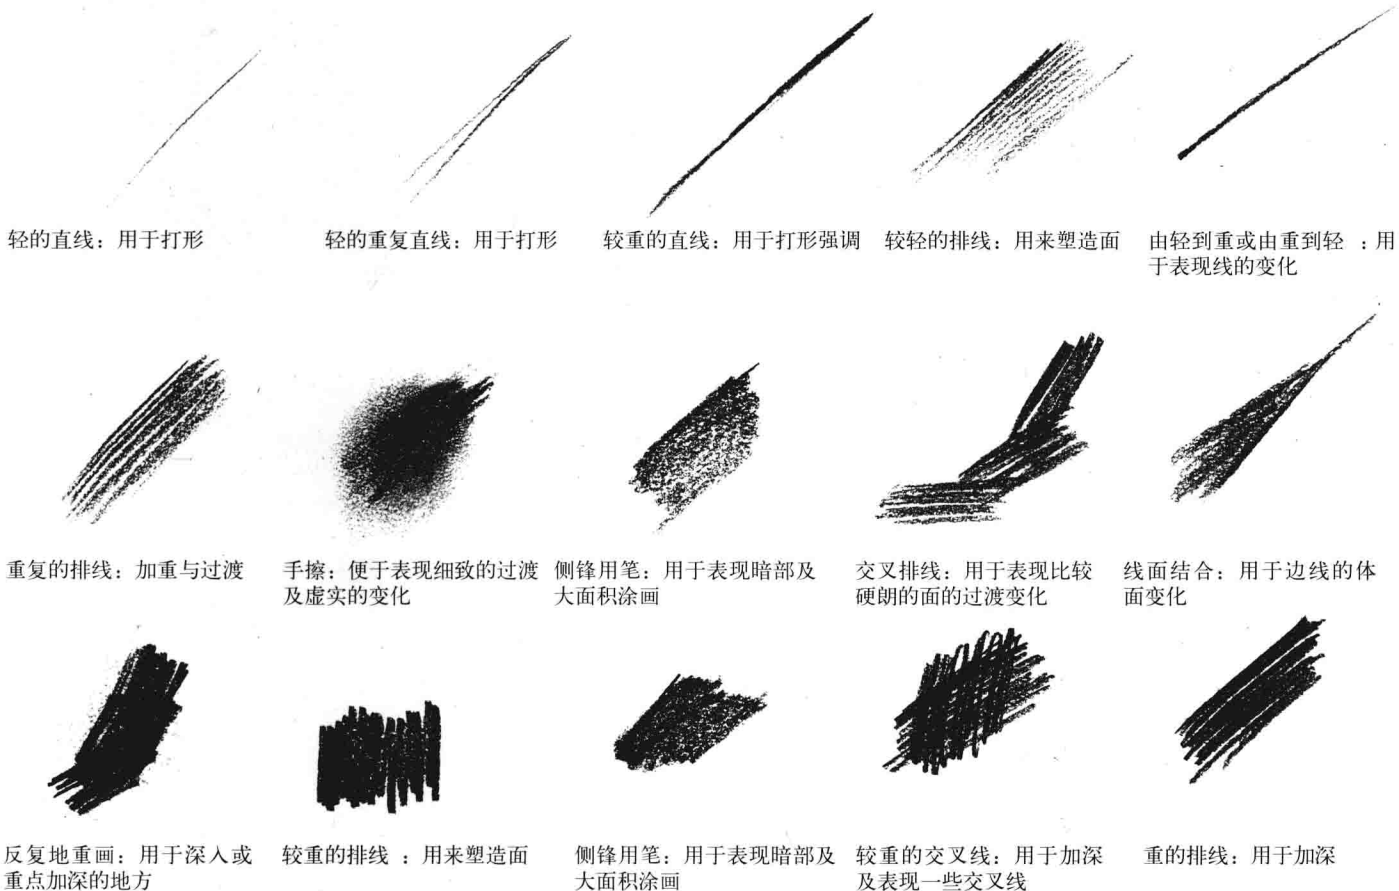 轻的直线：用于打形
轻的重复直线：用于打形
较重的直线：用于打形强调
较轻的排线：用来塑造面
由轻到重或由重到轻 ：用
于表现线的变化
重复的排线：加重与过渡
手擦：便于表现细致的过渡
及虚实的变化
侧锋用笔：用于表现暗部及
大面积涂画
交叉排线：用于表现比较
硬朗的面的过渡变化
线面结合：用于边线的体
面变化
反复地重画：用于深入或
重点加深的地方
较重的排线 ：用来塑造面
侧锋用笔：用于表现暗部及
大面积涂画
较重的交叉线：用于加深
及表现一些交叉线
重的排线：用于加深